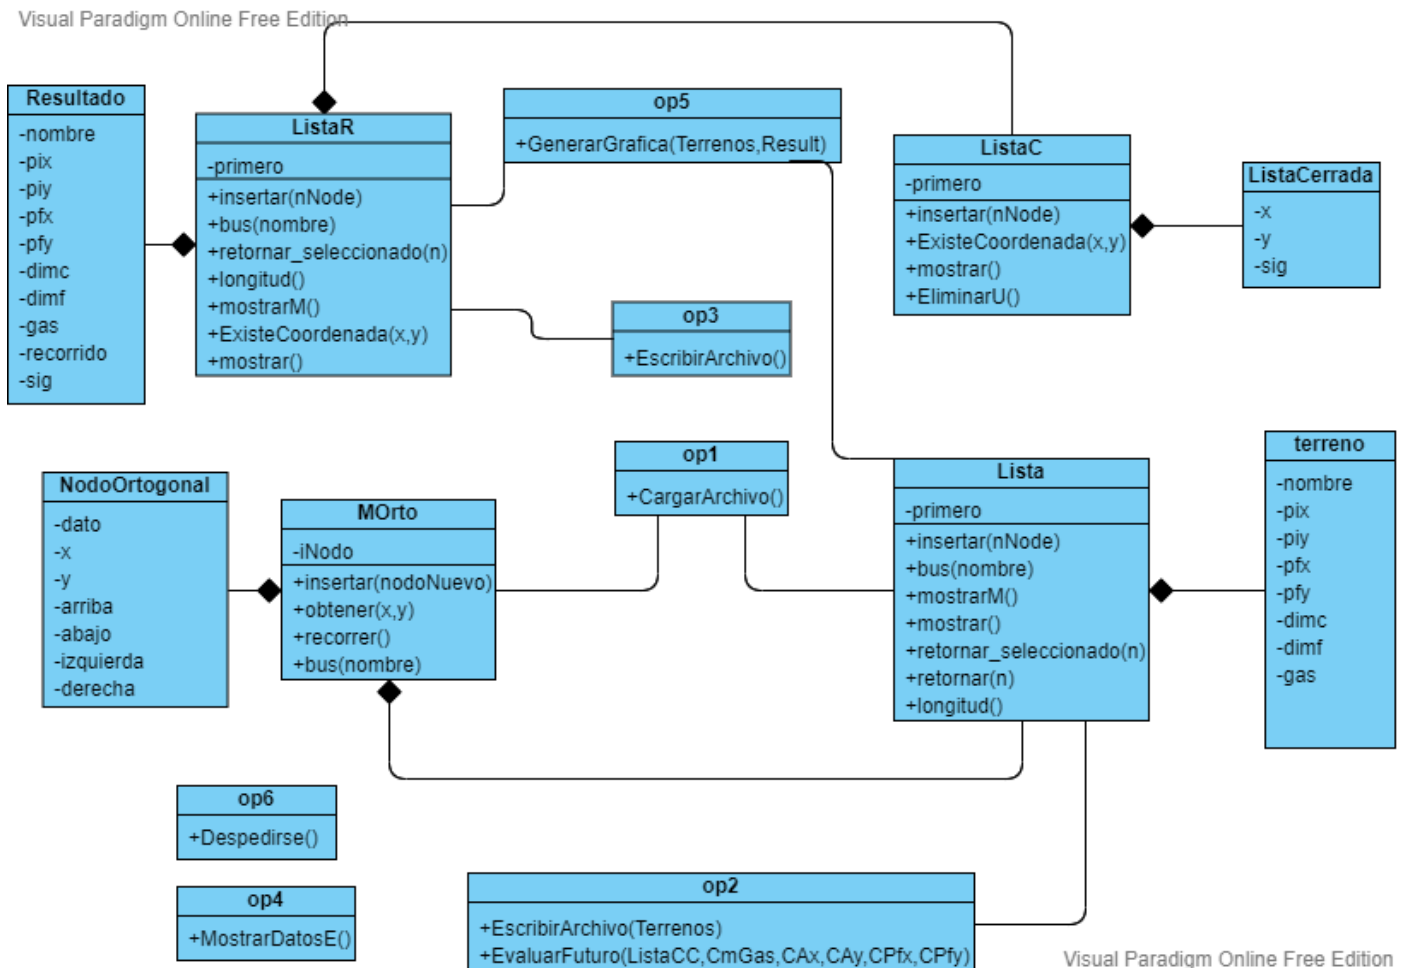 Visual Paradigm Online Free Edition
Resultado
-nombre
-pix
-piy
-pfx
-pfy
-dimc
-dimf
-gas
-recorrido
-sig
ListaR
-primero
+insertar(nNode)
+bus(nombre)
+retornar_seleccionado(n)
+longitud()
+mostrarM()
+ExisteCoordenada(x,y)
+mostrar()
op5
+GenerarGrafica(Terrenos,Result)
ListaC
-primero
+insertar(nNode)
+ExisteCoordenada(x,y)
+mostrar()
+EliminarU()
ListaCerrada
-x
-y
-sig
op3
+EscribirArchivo()
NodoOrtogonal
-dato
-x
-y
-arriba
-abajo
-izquierda
-derecha
MOrto
-iNodo
+insertar(nodoNuevo)
+obtener(x,y)
+recorrer()
+bus(nombre)
op1
+CargarArchivo()
Lista
-primero
+insertar(nNode)
+bus(nombre)
+mostrarM()
+mostrar()
+retornar_seleccionado(n)
+retornar(n)
+longitud()
terreno
-nombre
-pix
-piy
-pfx
-pfy
-dimc
-dimf
-gas
op6
+Despedirse()
op4
+MostrarDatosE()
op2
+EscribirArchivo(Terrenos)
+EvaluarFuturo(ListaCC,CmGas,CAx,CAy,CPfx,CPfy)
Visual Paradigm Online Free Edition